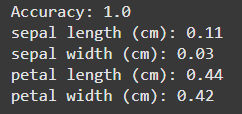 Accuracy: 1.0
sepal length (cm): 0.11
sepal width (cm): 0.03
petal length (cm): 0.44
petal width (cm): 0.42